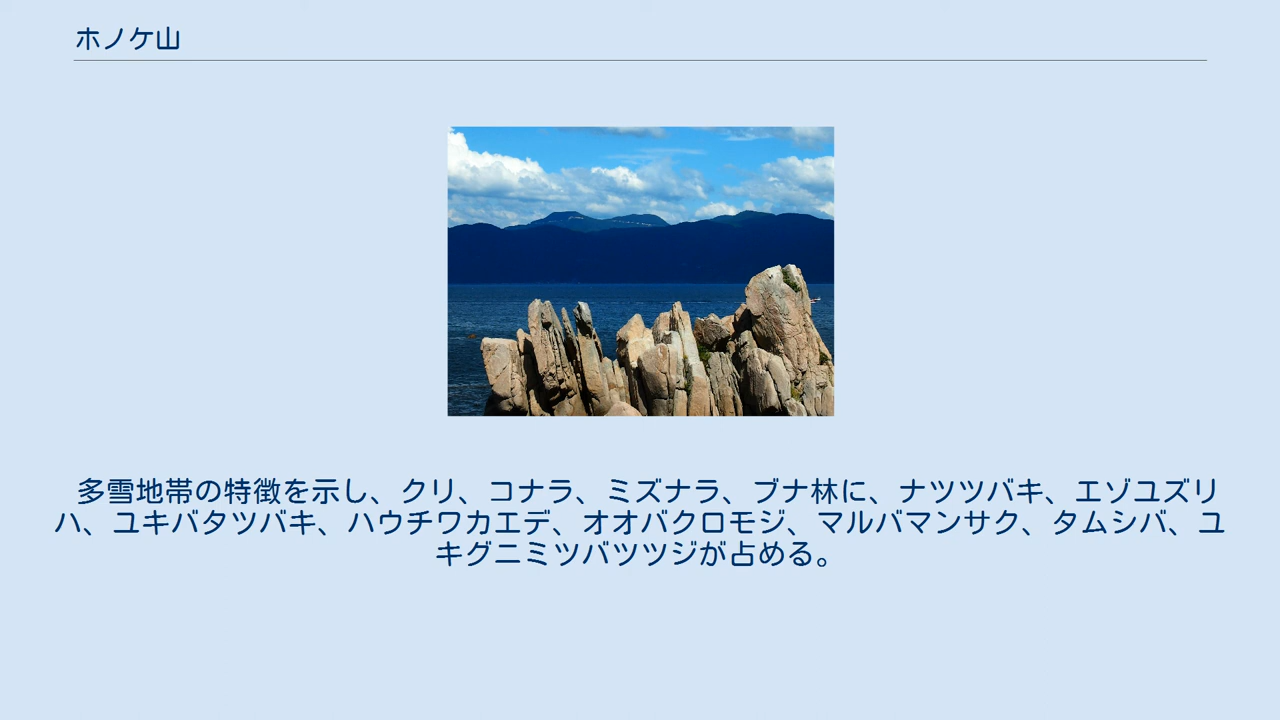 ホノケ山
多雪地帯の特徴を示し、クリ、コナラ、ミズナラ、ブナ林に、ナツツバキ、エゾユズリ
ハ、ユキバタツバキ、ハウチワカエデ、オオバクロモジ、マルバマンサク、タムシバ、ユ
キグニミツバツツジが占める。